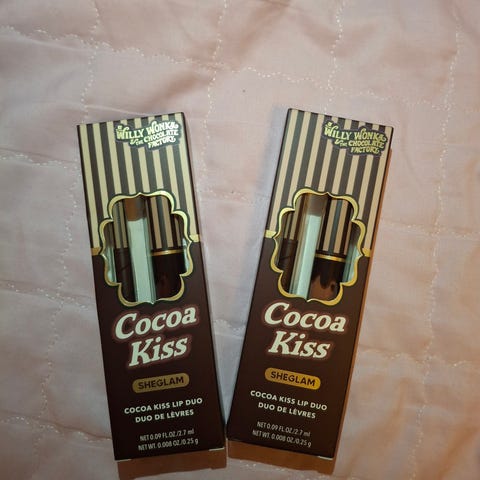 WILLY WONKA
& THE CHOCOLATE
FACTORY
Cocoa
Kiss
SHEGLAM
COCOA KISS LIP DUO
DUO DE LÈVRES
NET 0.09 FL.OZ/2.7 ml
NET WT. 0.008 OZ/0.25 g
WILLY WONKA
& THE CHOCOLATE
FACTORY
Cocoa
Kiss
SHEGLAM
COCOA KISS LIP DUO
DUO DE LÈVRES
NET 0.09 FL.OZ/2.7 ml
NET WT. 0.008 OZ/0.25 g